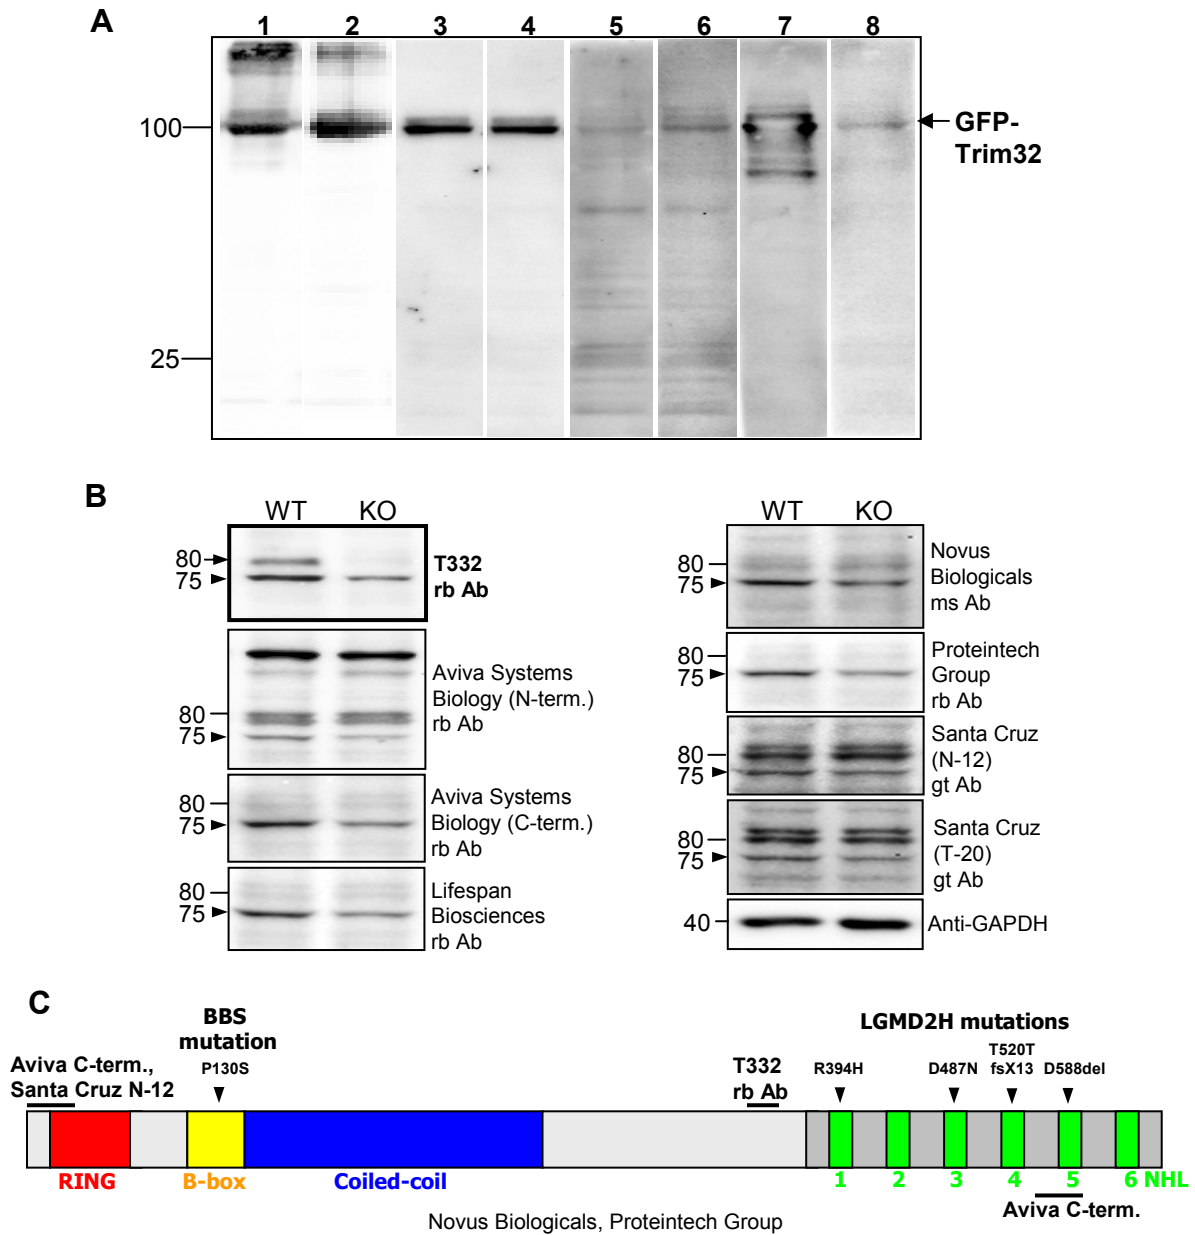 A
1 2 3 4 5 6 7 8
100
GFP-
Trim32
25
B
WT KO
80
75
T332
rb Ab
80
75
Aviva Systems
Biology (N-term.)
rb Ab
80
75
Aviva Systems
Biology (C-term.)
rb Ab
80
75
Lifespan
Biosciences
rb Ab
WT KO
80
75
Novus
Biologicals
ms Ab
80
75
Proteintech
Group
rb Ab
80
75
Santa Cruz
(N-12)
gt Ab
80
75
Santa Cruz
(T-20)
gt Ab
40
Anti-GAPDH
C
BBS
mutation
P130S
LGMD2H mutations
R394H D487N T520T
fsX13 D588del
Aviva C-term.,
Santa Cruz N-12
T332
rb Ab
RING B-box Coiled-coil 1 2 3 4 5 6 NHL
Aviva C-term.
Novus Biologicals, Proteintech Group